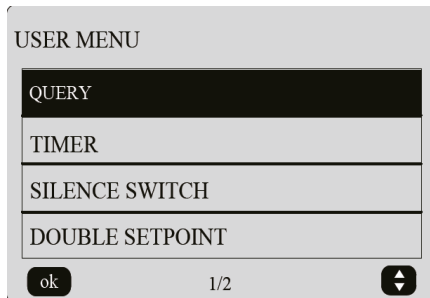 USER MENU
QUERY
TIMER
SILENCE SWITCH
DOUBLE SETPOINT
ok 1/2